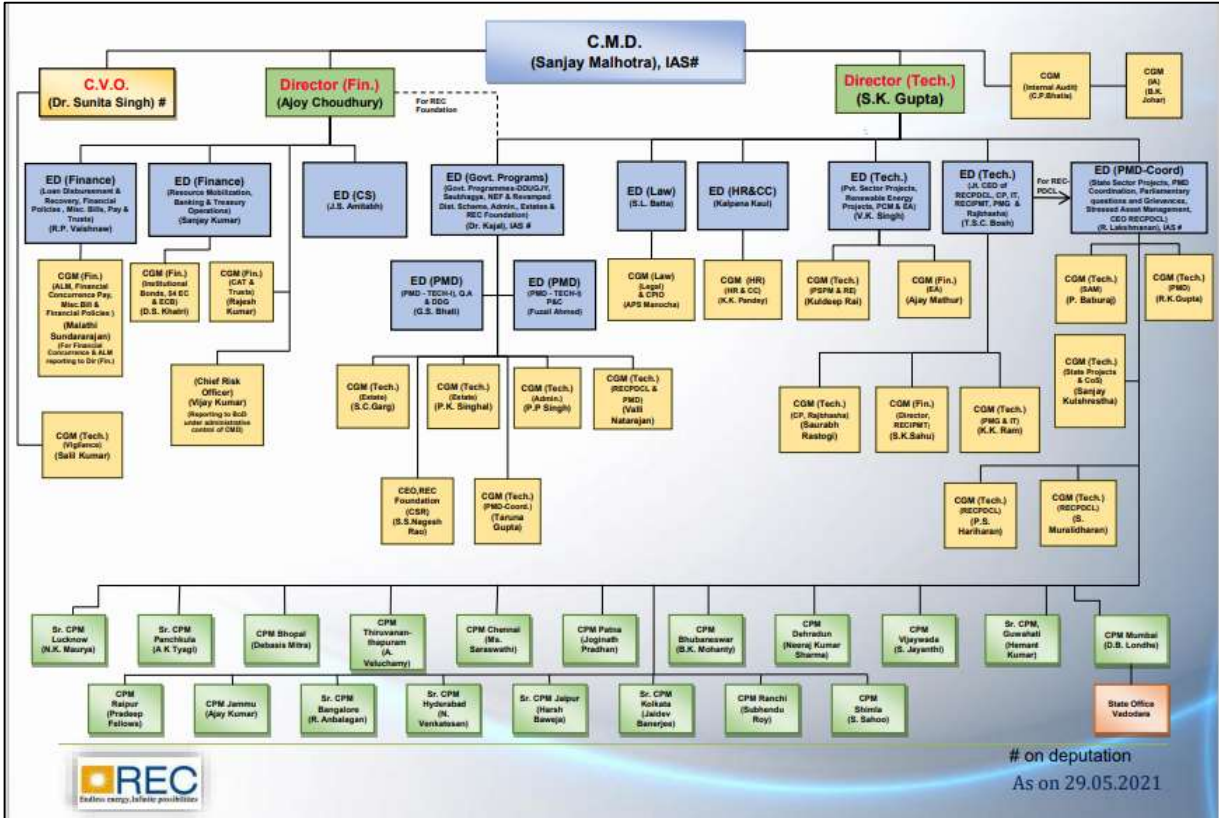 C.M.D.
(Sanjay Malhotra), IAS#
C.V.O.
(Dr. Sunita Singh) #
Director (Fin.)
(Ajoy Choudhury)
For REC
Foundation
Director (Tech.)
(S.K. Gupta)
CGM
(Internal Audit)
(C.P.Bhatia)
CGM
(IA)
(B.K.
Johar)
ED (Finance)
(Loan Disbursement &
Recovery, Financial
Policies , Misc. Bills, Pay &
Trusts)
(R.P. Vaishnaw)
ED (Finance)
(Resource Mobilization,
Banking & Treasury
Operations)
(Sanjay Kumar)
ED (CS)
(J.S. Amitabh)
ED (Govt. Programs)
(Govt. Programmes-DDUGJY,
Saubhagya, NEF & Revamped
Dist. Scheme, Admin., Estates &
REC Foundation)
(Dr. Kajal), IAS #
ED (Law)
(S.L. Batta)
ED (HR&CC)
(Kalpana Kaul)
ED (Tech.)
(Pvt. Sector Projects,
Renewable Energy
Projects, PCM & EA)
(V.K. Singh)
ED (Tech.)
(Jt. CEO of
RECPDCL, CP, IT,
RECIPMT, PMG &
Rajbhasha)
(T.S.C. Bosh)
For REC-
PDCL
ED (PMD-Coord)
(State Sector Projects, PMD
Coordination, Parliamentary
questions and Grievances,
Stressed Asset Management,
CEO RECPDCL)
(R. Lakshmanan), IAS #
CGM (Fin.)
(ALM, Financial
Concurrence Pay,
Misc.Bill &
Financial Policies )
(Malathi
Sundararajan)
(For Financial
Concurrance & ALM
reporting to Dir (Fin.)
CGM (Fin.)
(Institutional
Bonds, 54 EC
& ECB)
(D.S. Khatri)
CGM (Fin.)
(CAT &
Trusts)
(Rajesh
Kumar)
ED (PMD)
(PMD - TECH-I), Q.A
& DDG
(G.S. Bhati)
ED (PMD)
(PMD - TECH-I)
P&C
(Fuzail Ahmed)
CGM (Law)
(Legal) &
CPIO
(APS Manocha)
CGM (HR)
(HR & CC)
(K.K. Pandey)
CGM (Tech.)
(PSPM & RE)
(Kuldeep Rai)
CGM (Fin.)
(EA)
(Ajay Mathur)
CGM (Tech.)
(SAM)
(P. Baburaj)
CGM (Tech.)
(PMD)
(R.K.Gupta)
(Chief Risk
Officer)
(Vijay Kumar)
(Reporting to BoD
under administrative
control of CMD)
CGM (Tech.)
(Estate)
(S.C.Garg)
CGM (Tech.)
(Estate)
(P.K. Singhal)
CGM (Tech.)
(Admin.)
(P.P Singh)
CGM (Tech.)
(RECPDCL &
PMD)
(Valli
Natarajan)
CGM (Tech.)
(CP, Rajbhasha)
(Saurabh
Rastogi)
CGM (Fin.)
(Director,
RECIPMT)
(S.K.Sahu)
CGM (Tech.)
(PMG & IT)
(K.K. Ram)
CGM (Tech.)
(State Projects
& CoS)
(Sanjay
Kulshrestha)
CGM (Tech.)
(Vigilance)
(Salil Kumar)
CEO,REC
Foundation
(CSR)
(S.S.Nagesh
Rao)
CGM (Tech.)
(PMD-Coord.)
(Taruna
Gupta)
CGM (Tech.)
(RECPDCL)
(P.S.
Hariharan)
CGM (Tech.)
(RECPDCL)
(S.
Muralidharan)
Sr. CPM
Lucknow
(N.K. Maurya)
Sr. CPM
Panchkula
(A K Tyagi)
CPM Bhopal
(Debasis Mitra)
CPM
Thiruvanan-
thapuram
(A.
Veluchamy)
CPM Chennai
(Ms.
Saraswathi)
CPM Patna
(Joginath
Pradhan)
CPM
Bhubaneswar
(B.K. Mohanty)
CPM
Dehradun
(Neeraj Kumar
Sharma)
CPM
Vijaywada
(S. Jayanthi)
Sr. CPM,
Guwahati
(Hemant
Kumar)
CPM Mumbai
(D.B. Londhe)
CPM
Raipur
(Pradeep
Fellows)
CPM Jammu
(Ajay Kumar)
Sr. CPM
Bangalore
(R. Anbalagan)
Sr. CPM
Hyderabad
(N.
Venkatesan)
Sr. CPM Jaipur
(Harsh
Baweja)
Sr. CPM
Kolkata
(Jaidev
Banerjee)
CPM Ranchi
(Subhendu
Roy)
CPM
Shimla
(S. Sahoo)
State Office
Vadodara
REC
Endless energy, Infinite possibilities
# on deputation
As on 29.05.2021